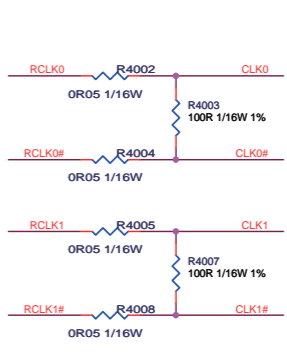 RCLK0 R4002 CLK0
0R05 1/16W
R4003
100R 1/16W 1%
RCLK0# R4004 CLK0#
0R05 1/16W
RCLK1 R4005 CLK1
0R05 1/16W
R4007
100R 1/16W 1%
RCLK1# R4008 CLK1#
0R05 1/16W